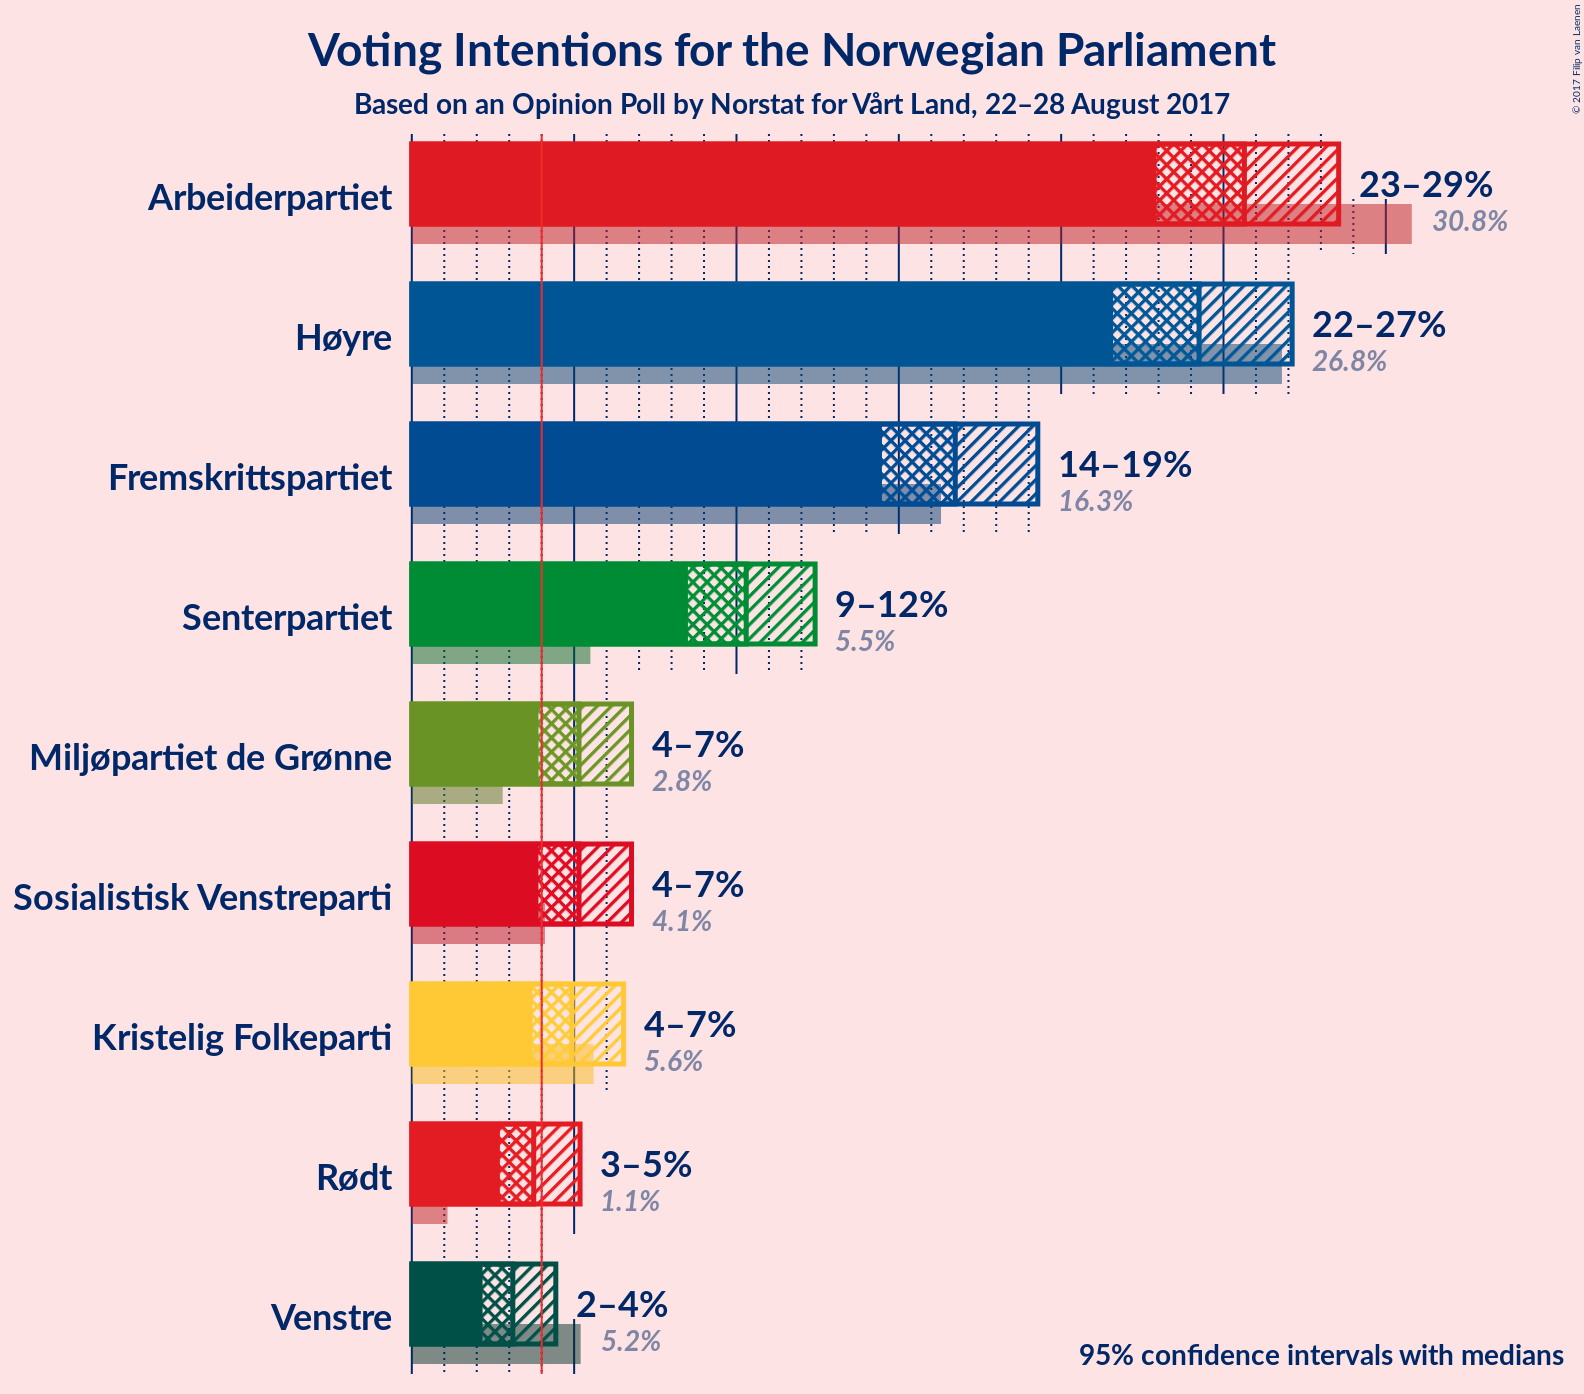 Voting Intentions for the Norwegian Parliament
Based on an Opinion Poll by Norstat for Vårt Land, 22–28 August 2017
© 2017 Filip van Laenen
Arbeiderpartiet
23–29%
30.8%
Høyre
22–27%
26.8%
Fremskrittspartiet
14–19%
16.3%
Senterpartiet
9–12%
5.5%
Miljøpartiet de Grønne
4–7%
2.8%
Sosialistisk Venstreparti
4–7%
4.1%
Kristelig Folkeparti
4–7%
5.6%
Rødt
3–5%
1.1%
Venstre
2–4%
5.2%
95% confidence intervals with medians